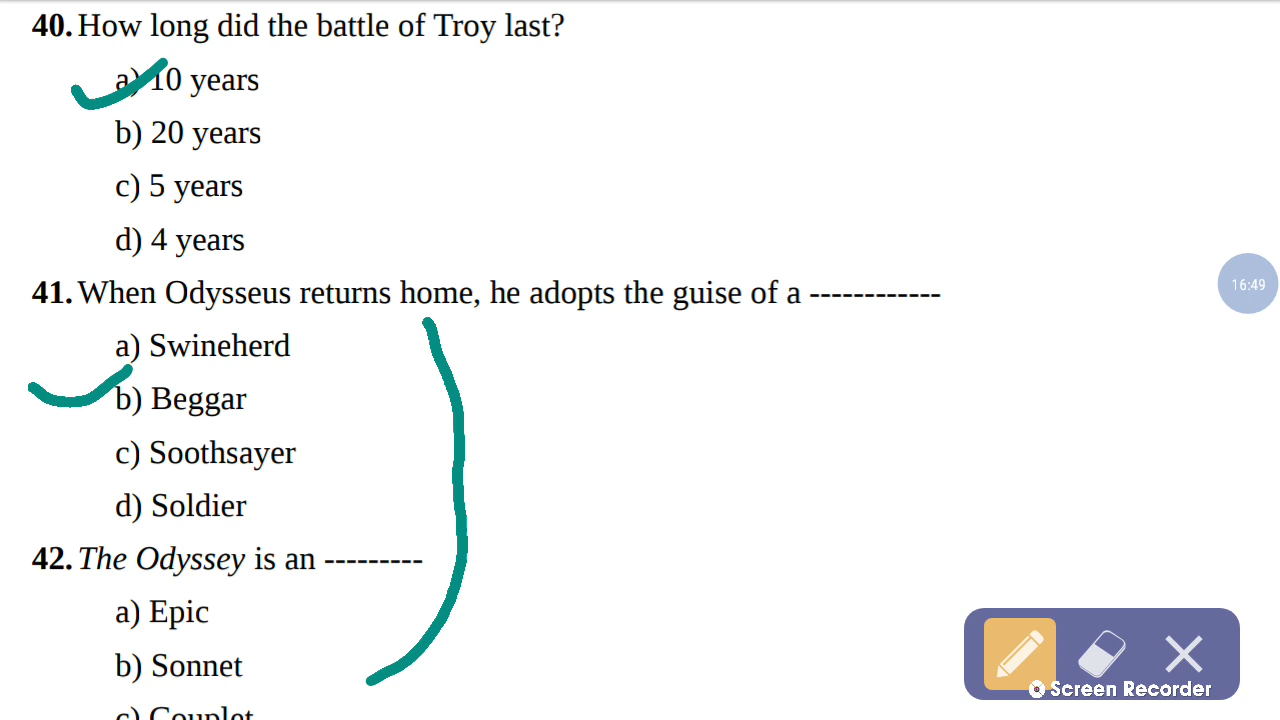 40. How long did the battle of Troy last?
a) 10 years
b) 20 years
c) 5 years
d) 4 years
41. When Odysseus returns home, he adopts the guise of a ------------
16:49
a) Swineherd
b) Beggar
c) Soothsayer
d) Soldier
42. The Odyssey is an ---------
a) Epic
b) Sonnet
Screen Recorder
c) Couplet